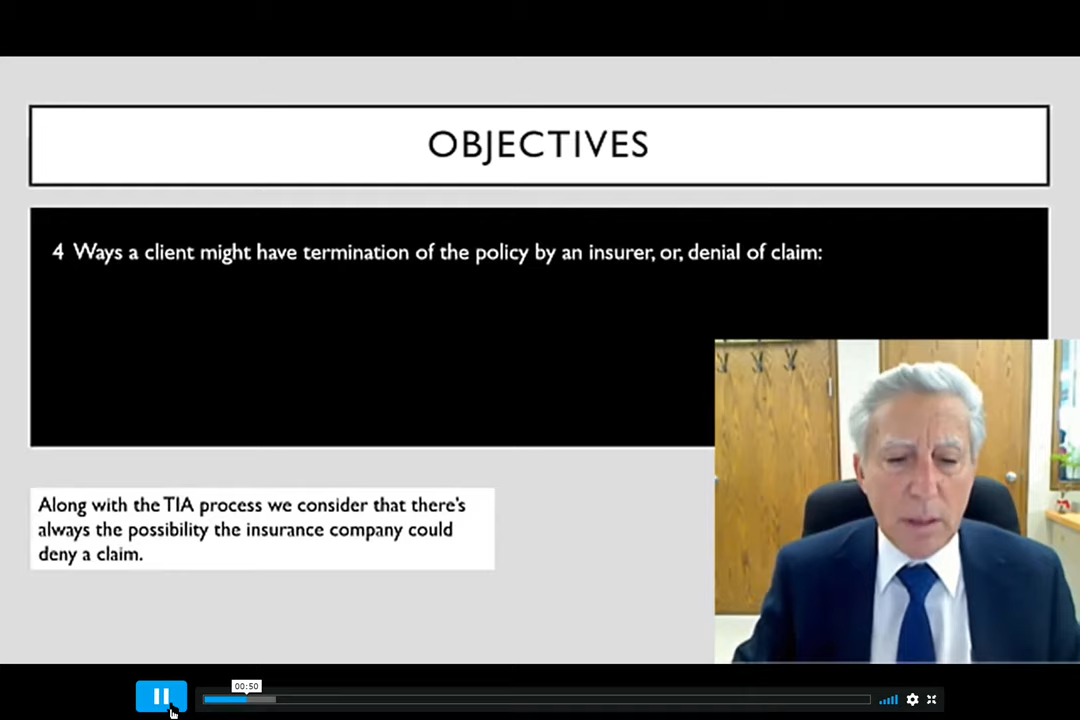 OBJECTIVES
4 Ways a client might have termination of the policy by an insurer, or, denial of claim:
Along with the TIA process we consider that there's
always the possibility the insurance company could
deny a claim.
00:50